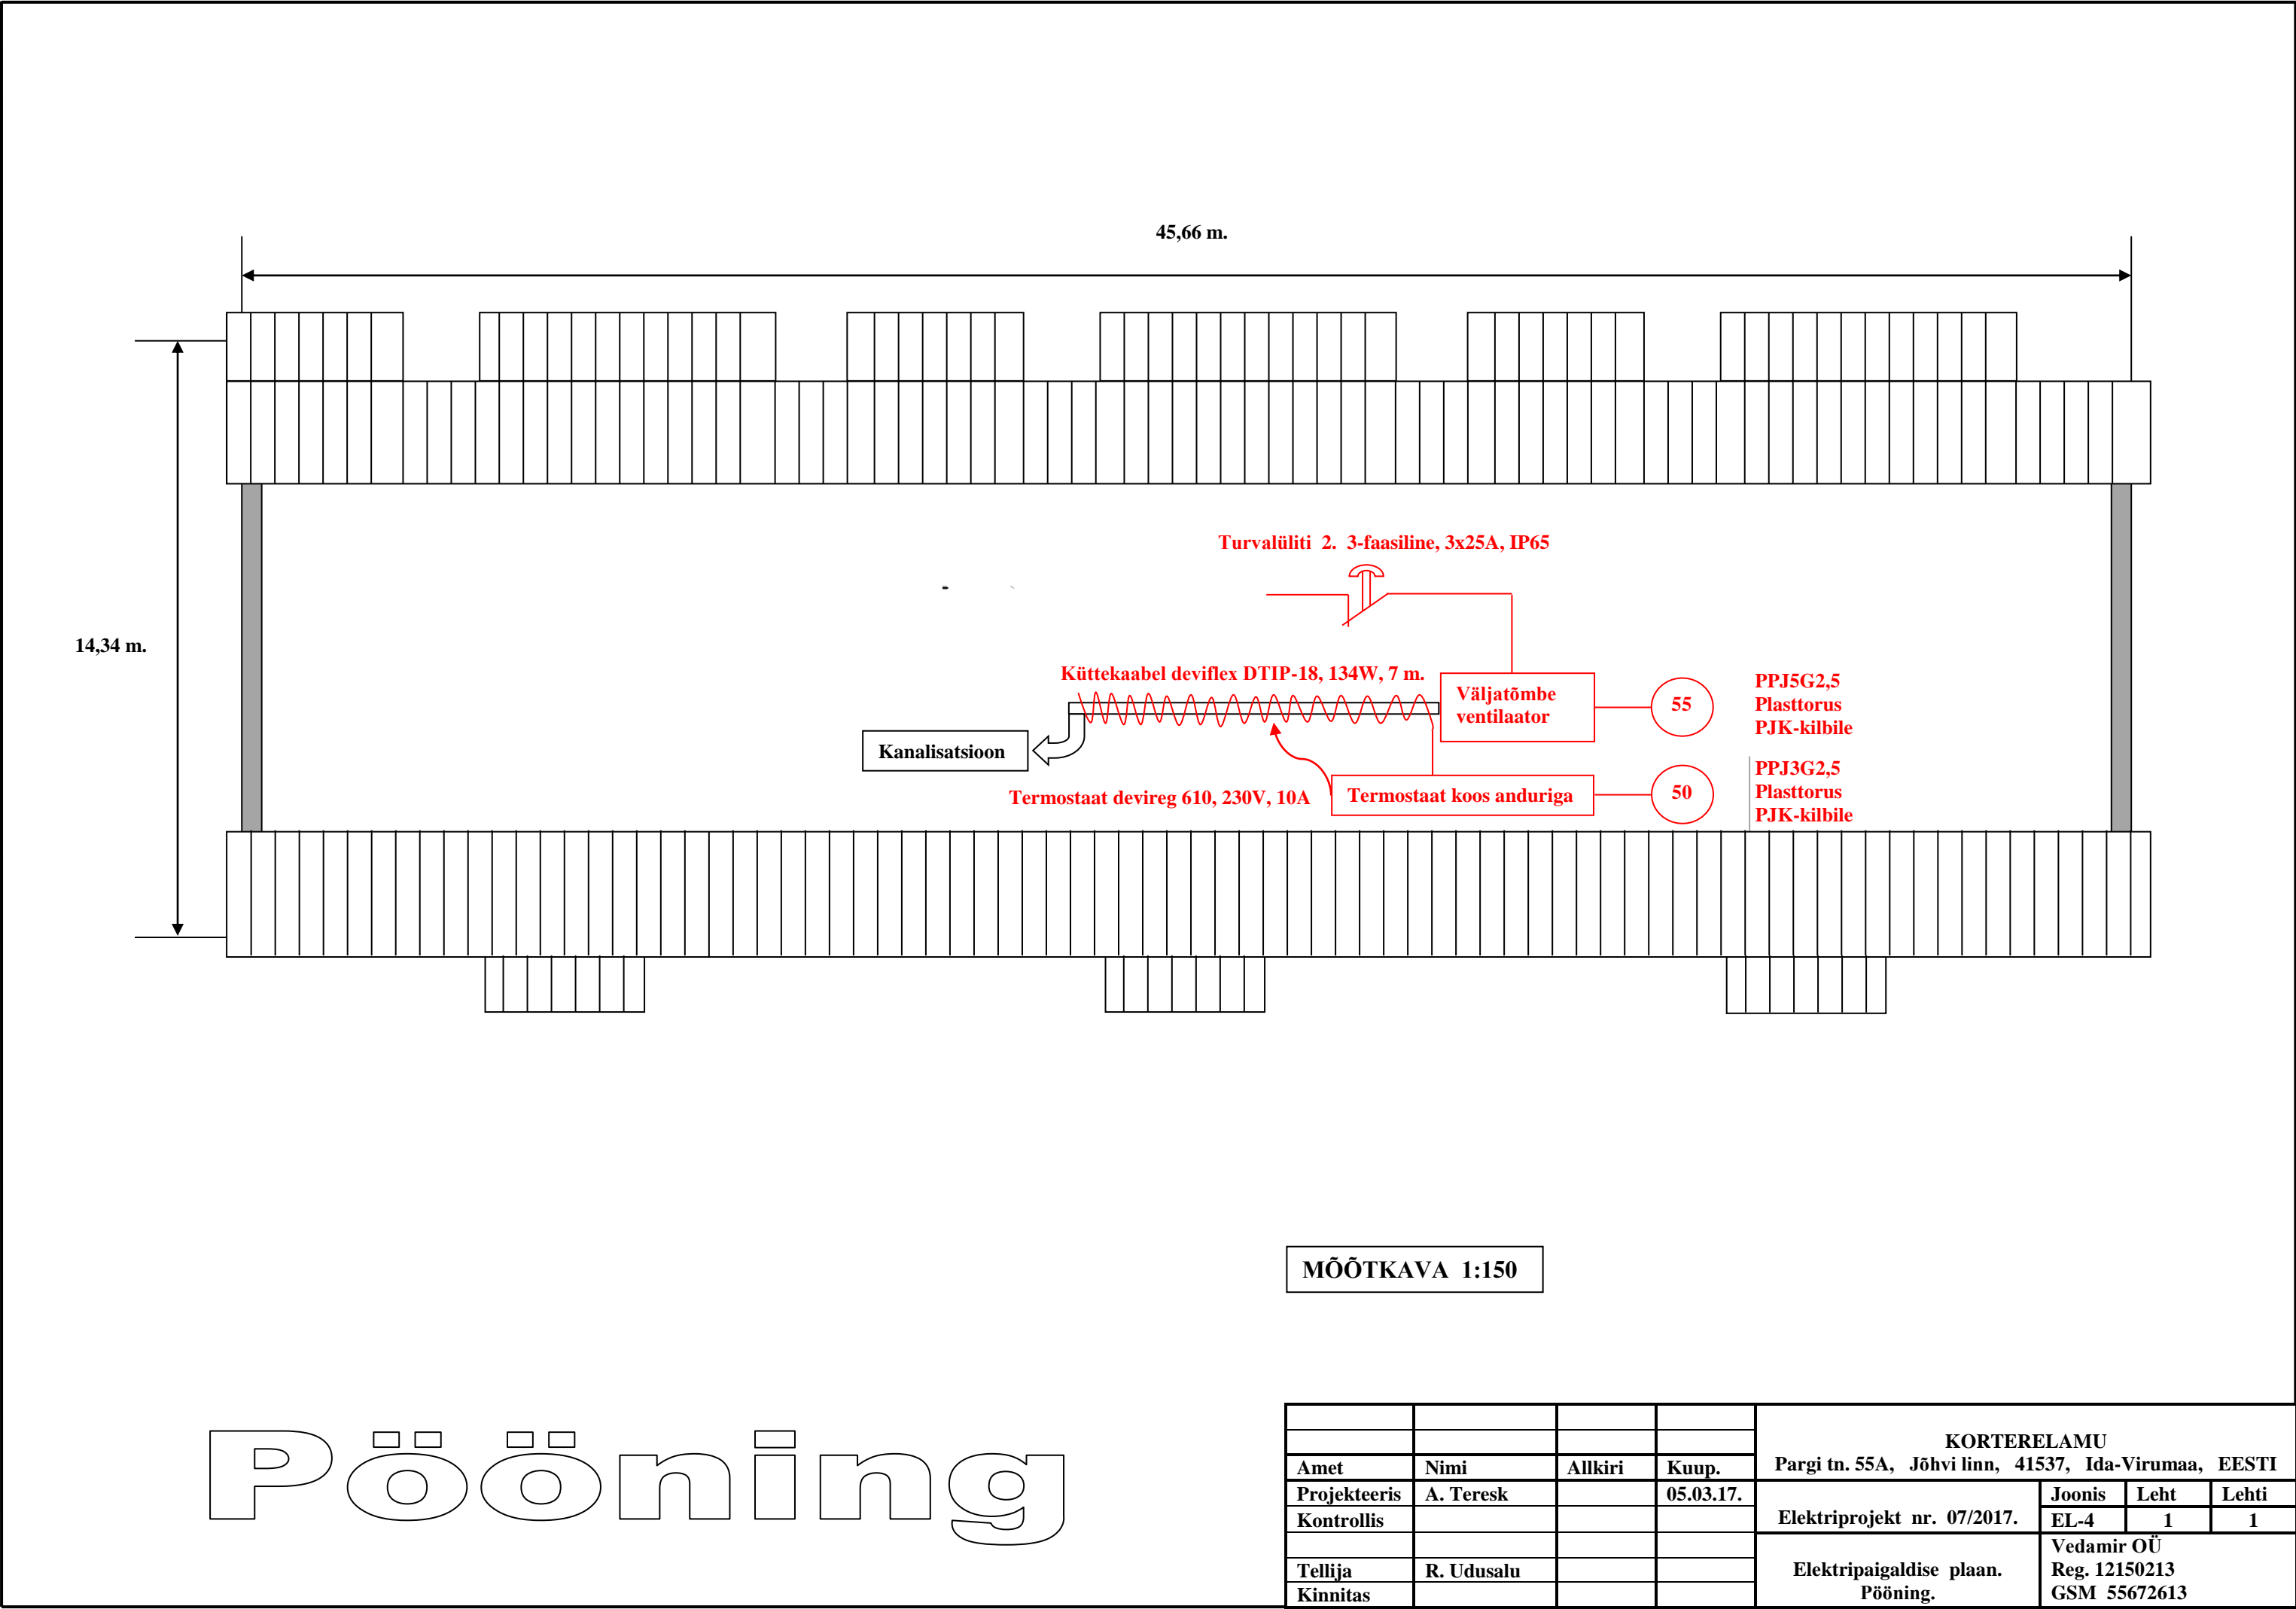 45,66 m.
14,34 m.
Turvalüliti 2. 3-faasiline, 3x25A, IP65
Küttekaabel deviflex DTIP-18, 134W, 7 m.
Väljatõmbe
ventilaator
55
PPJ5G2,5
Plasttorus
PJK-kilbile
Kanalisatsioon
Termostaat devireg 610, 230V, 10A
Termostaat koos anduriga
50
PPJ3G2,5
Plasttorus
PJK-kilbile
MÕÕTKAVA 1:150
Pööning
Amet Nimi Allkiri Kuup.
Projekteeris A. Teresk 05.03.17.
Kontrollis
Tellija R. Udusalu
Kinnitas
KORTERELAMU
Pargi tn. 55A, Jõhvi linn, 41537, Ida-Virumaa, EESTI
Elektriprojekt nr. 07/2017.
Joonis Leht Lehti
EL-4 1 1
Elektripaigaldise plaan.
Pööning.
Vedamir OÜ
Reg. 12150213
GSM 55672613